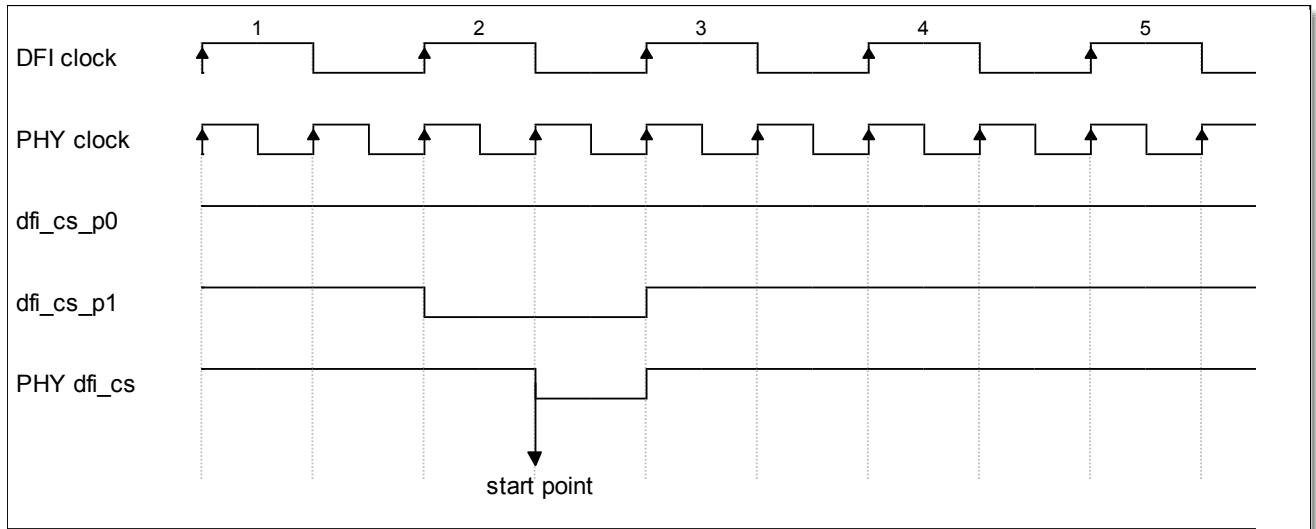 1 2 3 4 5
DFI clock
PHY clock
dfi_cs_p0
dfi_cs_p1
PHY dfi_cs
start point